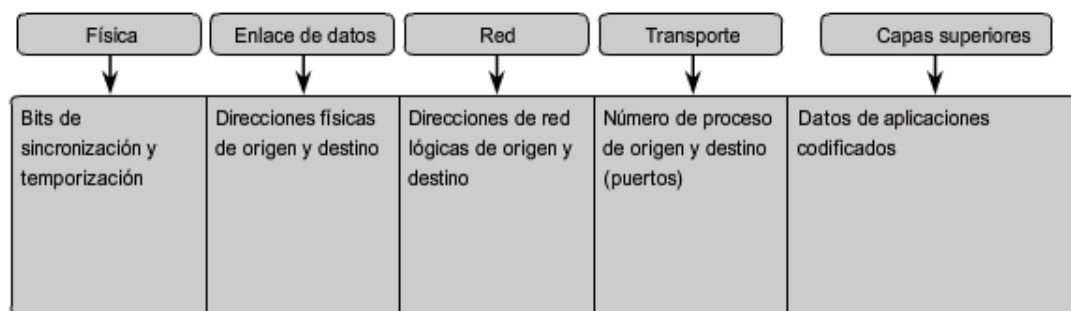 Física
Enlace de datos
Red
Transporte
Capas superiores
Bits de
sincronización y
temporización
Direcciones físicas
de origen y destino
Direcciones de red
lógicas de origen y
destino
Número de proceso
de origen y destino
(puertos)
Datos de aplicaciones
codificados